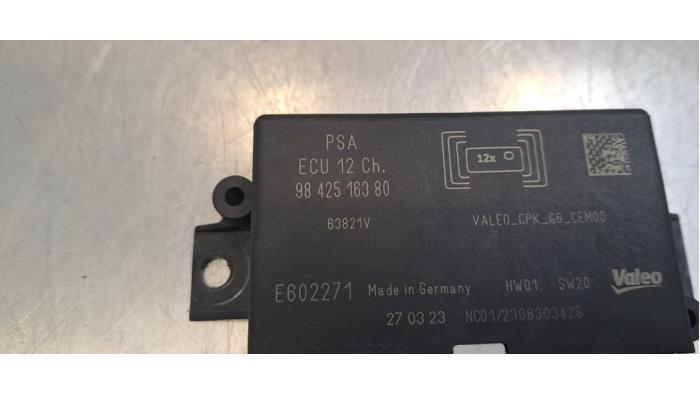 PSA
ECU 12 Ch.
98 425 163 80
63821V
12x
VALEO_CPK_G6_CEM00
E602271 Made in Germany HW01 SW20 Valeo
27 03 23 NC01/2308303428